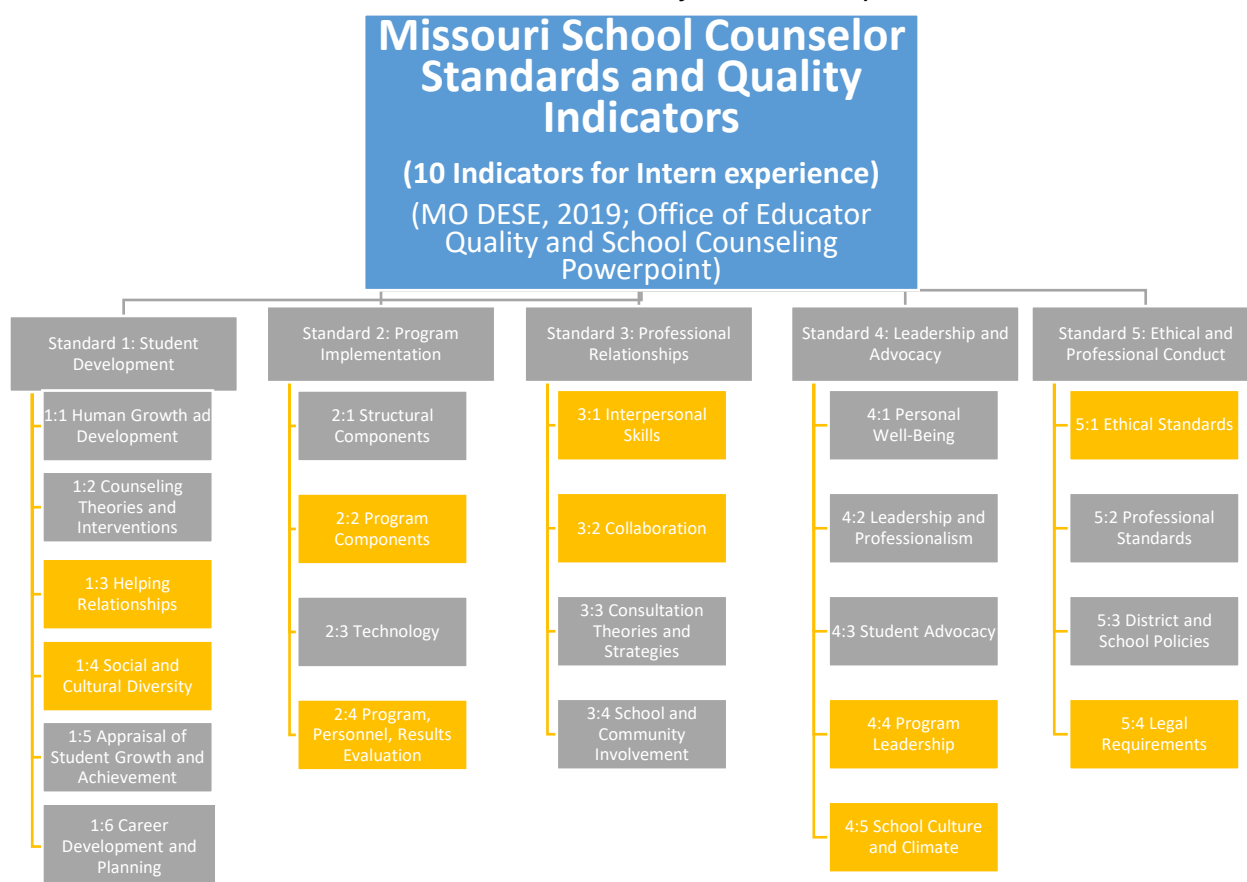 Missouri School Counselor
Standards and Quality
Indicators
(10 Indicators for Intern experience)
(MO DESE, 2019; Office of Educator
Quality and School Counseling
Powerpoint)
Standard 1: Student
Development
1:1 Human Growth ad
Development
1:2 Counseling
Theories and
Interventions
1:3 Helping
Relationships
1:4 Social and
Cultural Diversity
1:5 Appraisal of
Student Growth and
Achievement
1:6 Career
Development and
Planning
Standard 2: Program
Implementation
2:1 Structural
Components
2:2 Program
Components
2:3 Technology
2:4 Program,
Personnel, Results
Evaluation
Standard 3: Professional
Relationships
3:1 Interpersonal
Skills
3:2 Collaboration
3:3 Consultation
Theories and
Strategies
3:4 School and
Community
Involvement
Standard 4: Leadership and
Advocacy
4:1 Personal
Well-Being
4:2 Leadership and
Professionalism
4:3 Student Advocacy
4:4 Program
Leadership
4:5 School Culture
and Climate
Standard 5: Ethical and
Professional Conduct
5:1 Ethical Standards
5:2 Professional
Standards
5:3 District and
School Policies
5:4 Legal
Requirements